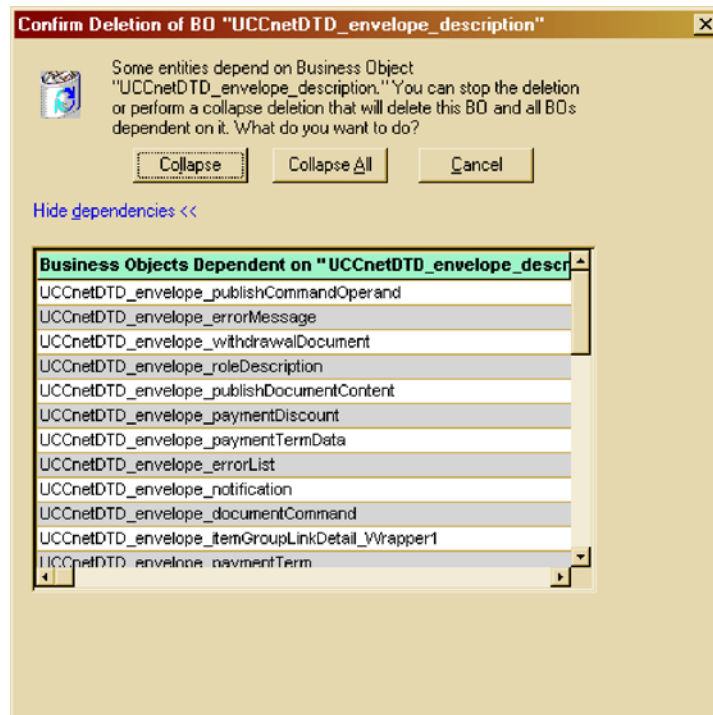 Confirm Deletion of BO "UCCnetDTD_envelope_description"
Some entities depend on Business Object
"UCCnetDTD_envelope_description." You can stop the deletion
or perform a collapse deletion that will delete this BO and all BOs
dependent on it. What do you want to do?
Collapse Collapse All Cancel
Hide dependencies <<
Business Objects Dependent on "UCCnetDTD_envelope_descr
UCCnetDTD_envelope_publishCommandOperand
UCCnetDTD_envelope_errorMessage
UCCnetDTD_envelope_withdrawalDocument
UCCnetDTD_envelope_roleDescription
UCCnetDTD_envelope_publishDocumentContent
UCCnetDTD_envelope_paymentDiscount
UCCnetDTD_envelope_paymentTermData
UCCnetDTD_envelope_errorList
UCCnetDTD_envelope_notification
UCCnetDTD_envelope_documentCommand
UCCnetDTD_envelope_itemGroupLinkDetail_Wrapper1
UCCnetDTD_envelope_paymentTerm